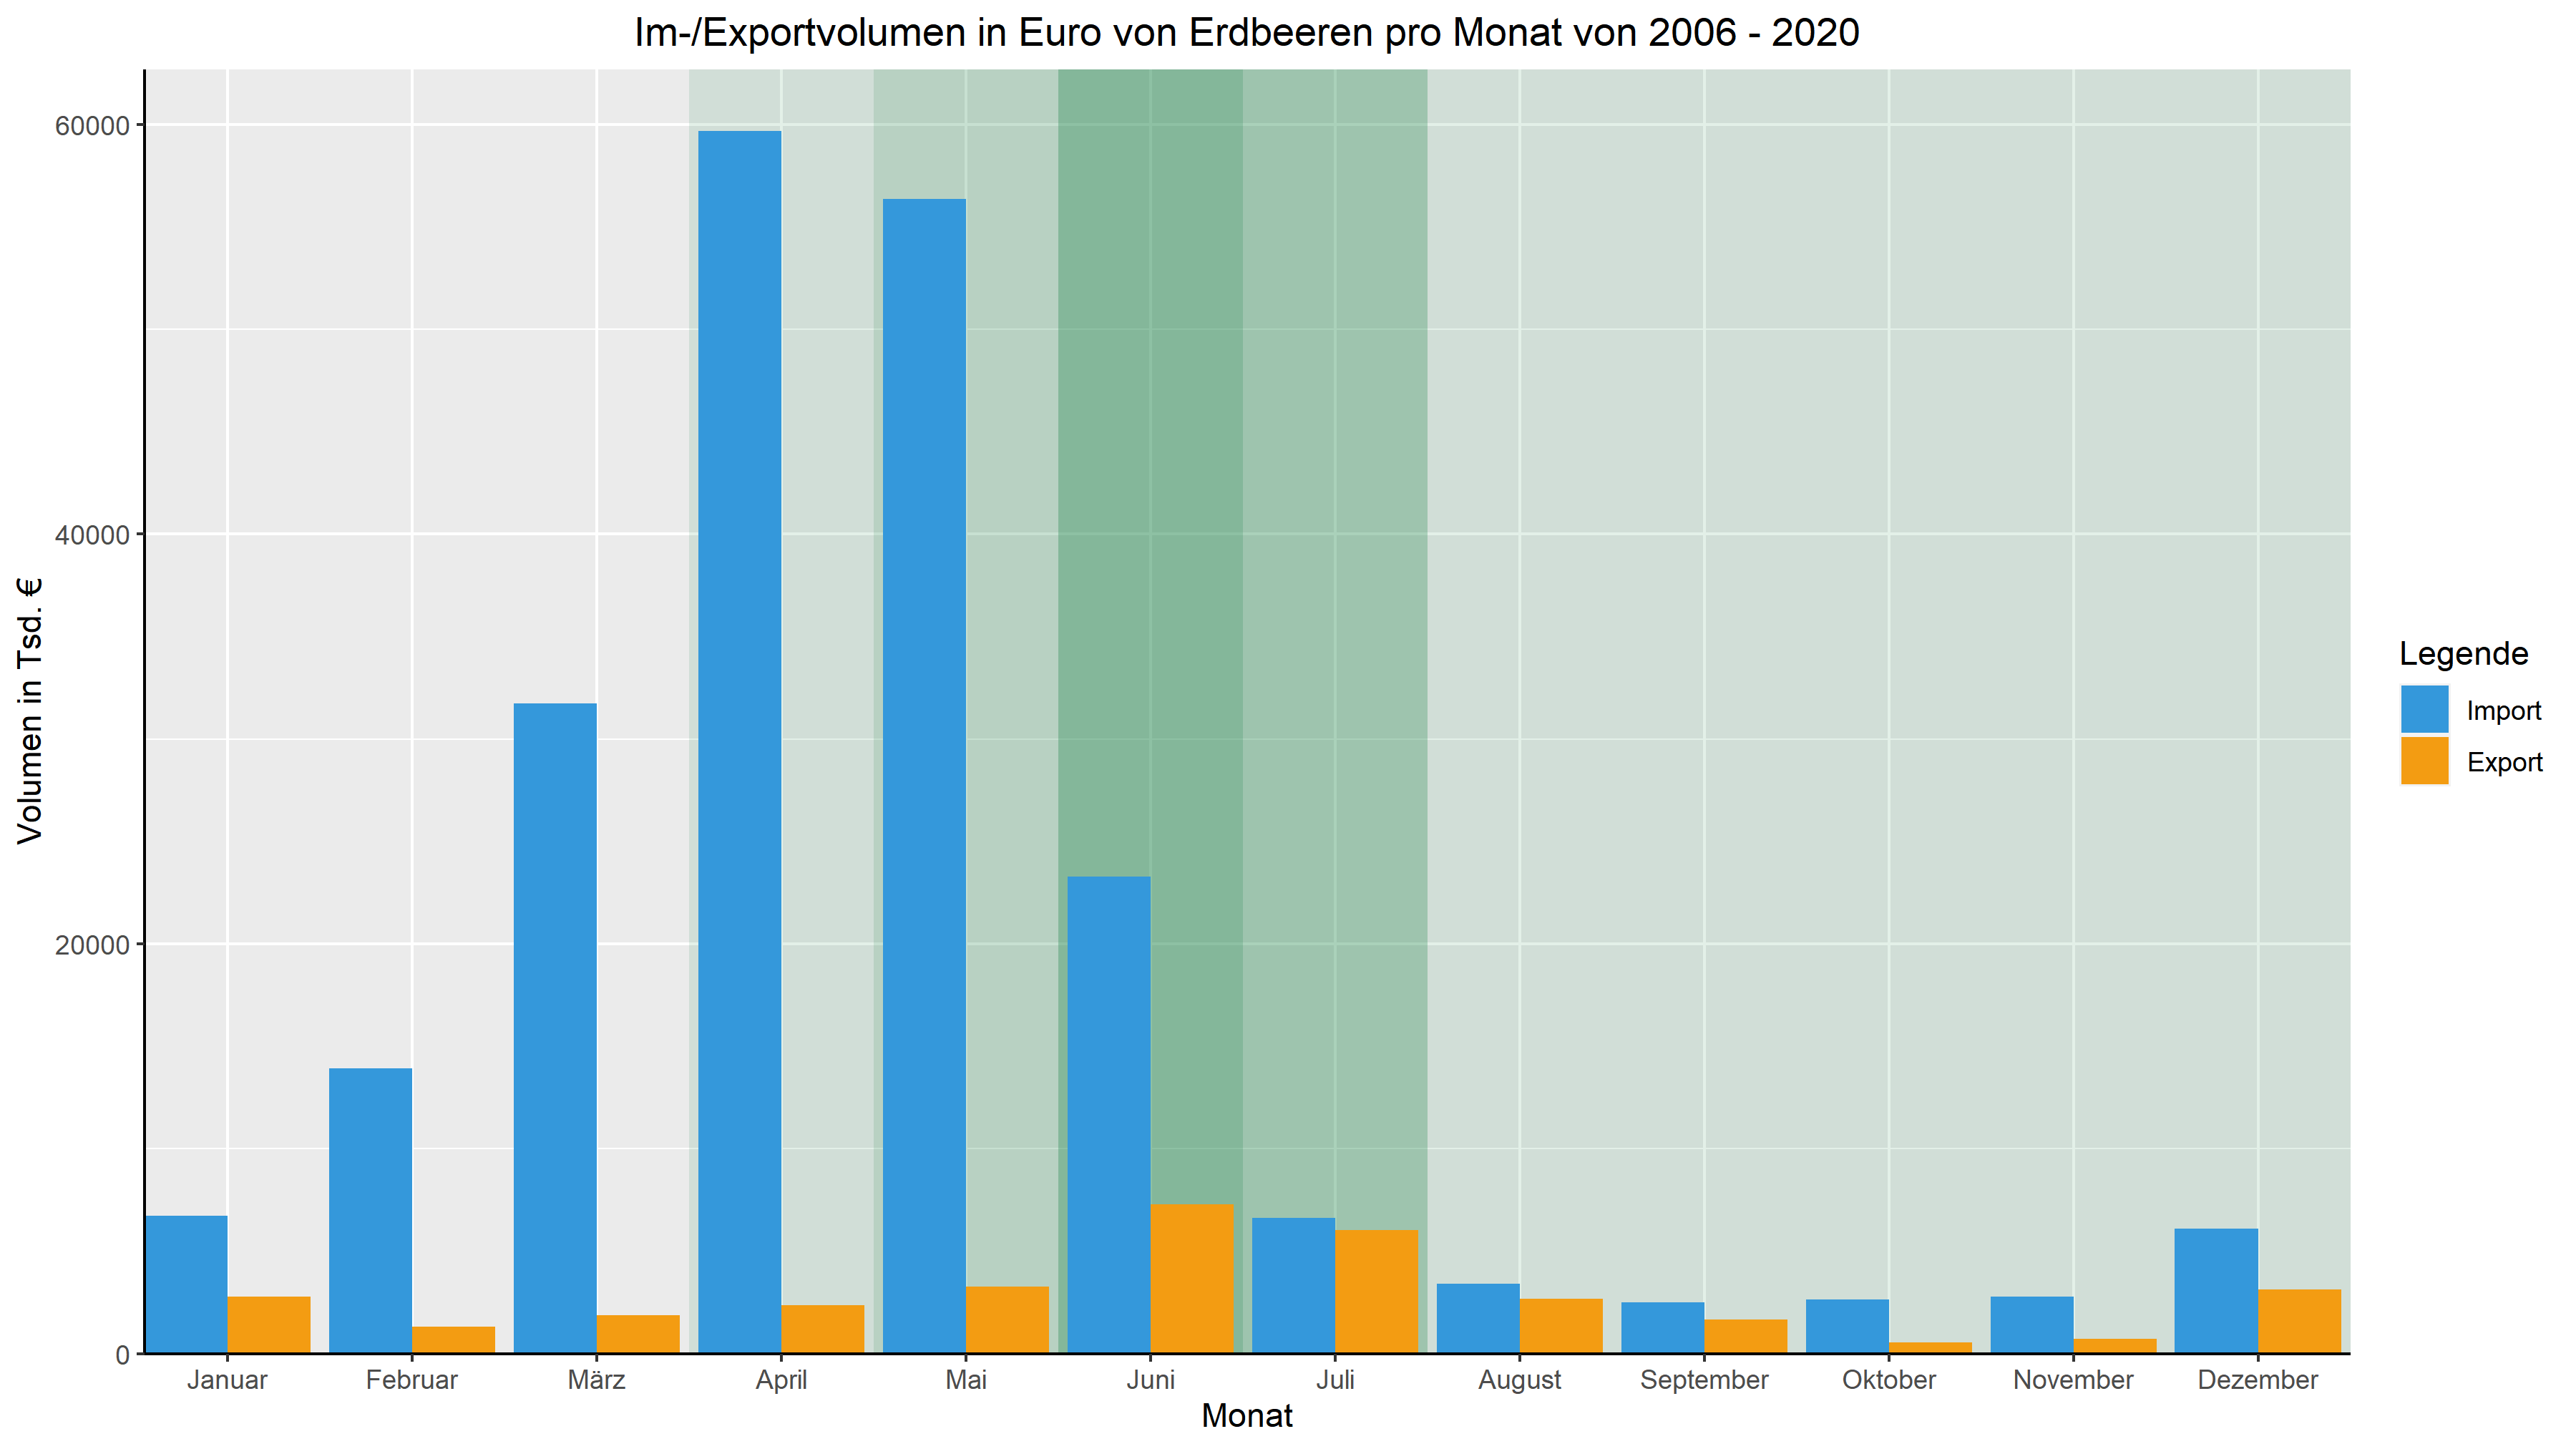 Im-/Exportvolumen in Euro von Erdbeeren pro Monat von 2006 - 2020
Volumen in Tsd. €
60000
40000
20000
0
Januar Februar März April Mai Juni Juli August September Oktober November Dezember
Monat
Legende
Import
Export